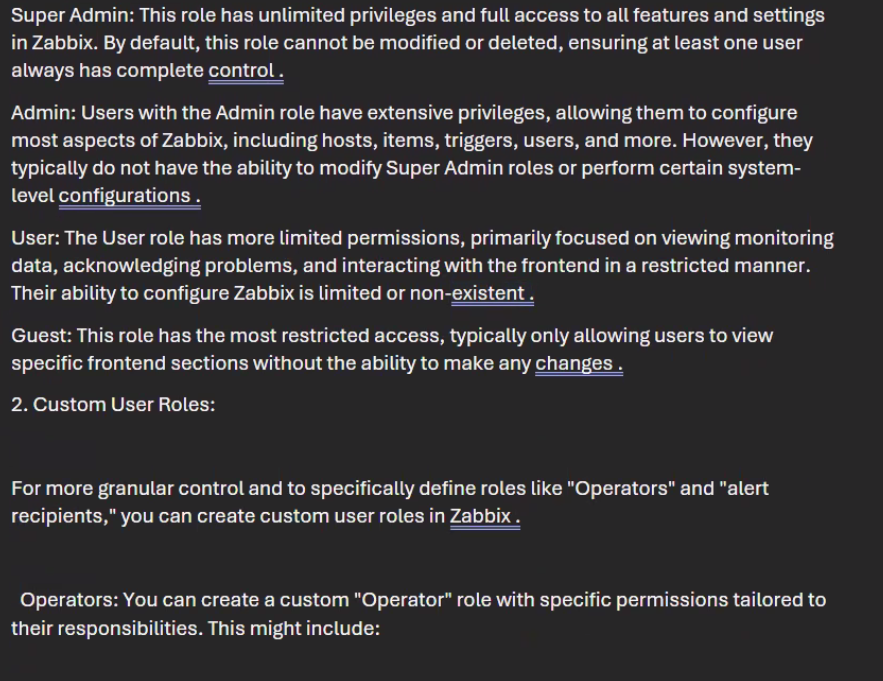 Super Admin: This role has unlimited privileges and full access to all features and settings
in Zabbix. By default, this role cannot be modified or deleted, ensuring at least one user
always has complete control .
Admin: Users with the Admin role have extensive privileges, allowing them to configure
most aspects of Zabbix, including hosts, items, triggers, users, and more. However, they
typically do not have the ability to modify Super Admin roles or perform certain system-
level configurations .
User: The User role has more limited permissions, primarily focused on viewing monitoring
data, acknowledging problems, and interacting with the frontend in a restricted manner.
Their ability to configure Zabbix is limited or non-existent .
Guest: This role has the most restricted access, typically only allowing users to view
specific frontend sections without the ability to make any changes .
2. Custom User Roles:
For more granular control and to specifically define roles like "Operators" and "alert
recipients," you can create custom user roles in Zabbix .
Operators: You can create a custom "Operator" role with specific permissions tailored to
their responsibilities. This might include: